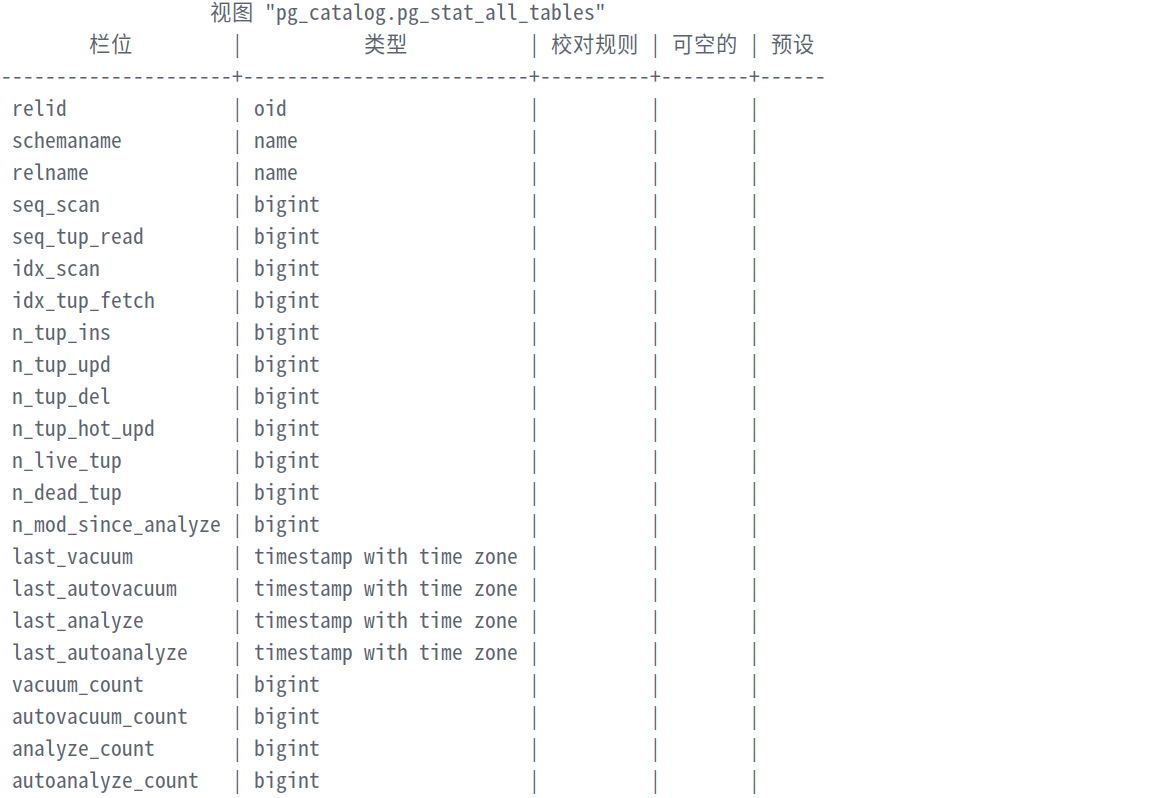 视图 "pg_catalog.pg_stat_all_tables"
栏位 | 类型 | 校对规则 | 可空的 | 预设
---------------------+--------------------------+----------+--------+------
relid | oid | | |
schemaname | name | | |
relname | name | | |
seq_scan | bigint | | |
seq_tup_read | bigint | | |
idx_scan | bigint | | |
idx_tup_fetch | bigint | | |
n_tup_ins | bigint | | |
n_tup_upd | bigint | | |
n_tup_del | bigint | | |
n_tup_hot_upd | bigint | | |
n_live_tup | bigint | | |
n_dead_tup | bigint | | |
n_mod_since_analyze | bigint | | |
last_vacuum | timestamp with time zone | | |
last_autovacuum | timestamp with time zone | | |
last_analyze | timestamp with time zone | | |
last_autoanalyze | timestamp with time zone | | |
vacuum_count | bigint | | |
autovacuum_count | bigint | | |
analyze_count | bigint | | |
autoanalyze_count | bigint | | |